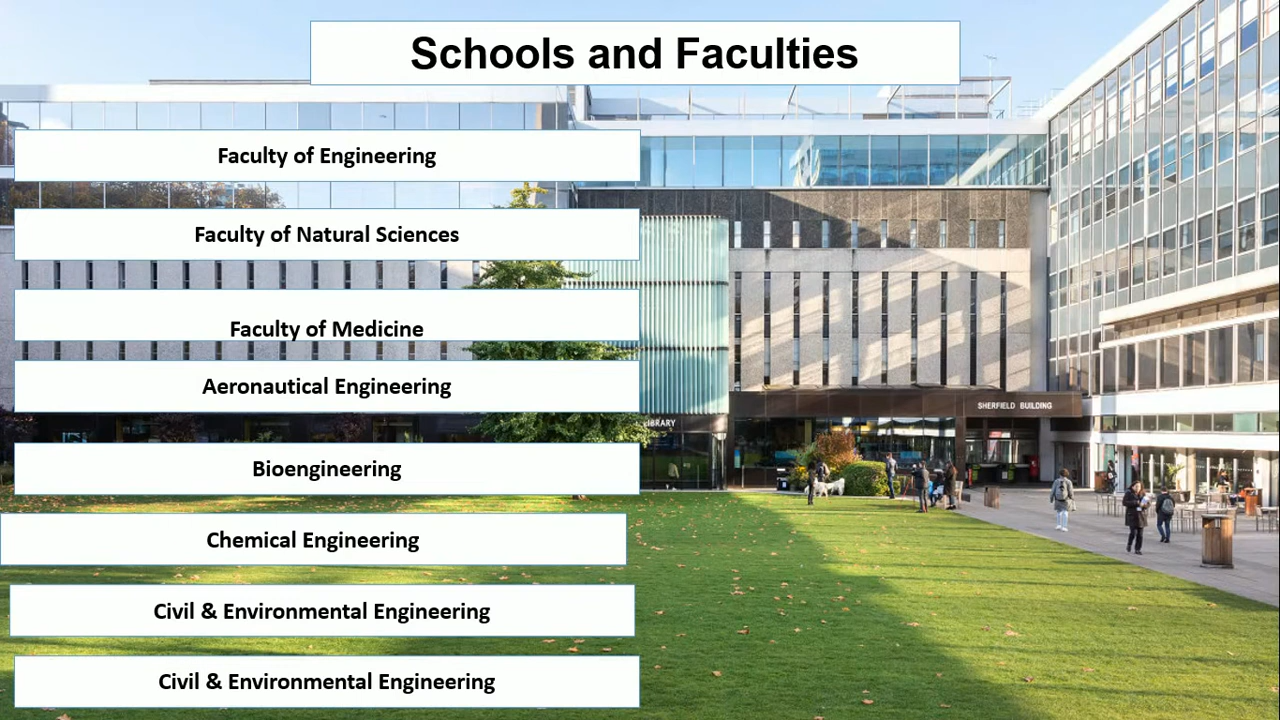 Schools and Faculties
Faculty of Engineering
Faculty of Natural Sciences
Faculty of Medicine
Aeronautical Engineering
SHERFIELD BUILDING
LIBRARY
Bioengineering
Chemical Engineering
Civil & Environmental Engineering
Civil & Environmental Engineering